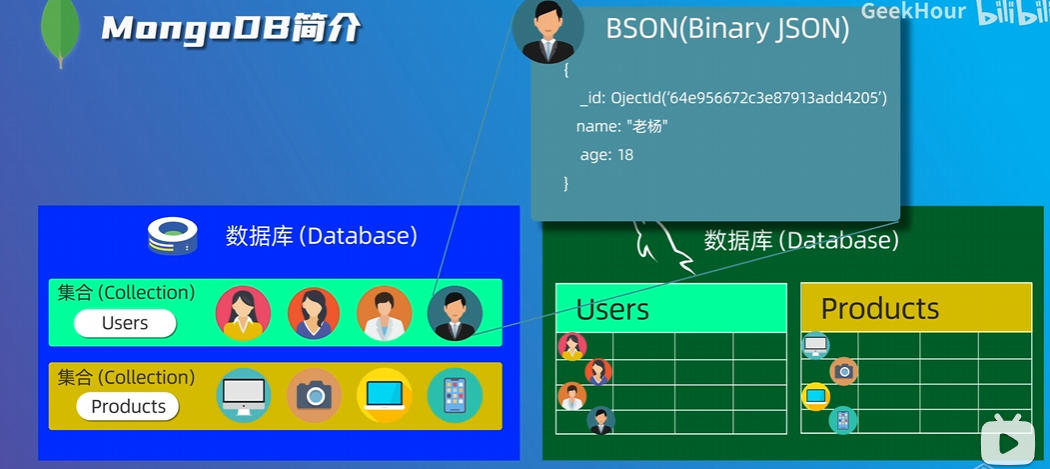 MongoDB简介
GeekHour bilibili
BSON(Binary JSON)
{
_id: OjectId('64e956672c3e87913add4205')
name: "老杨"
age: 18
}
数据库 (Database)
集合 (Collection)
Users
集合 (Collection)
Products
数据库 (Database)
Users
Products